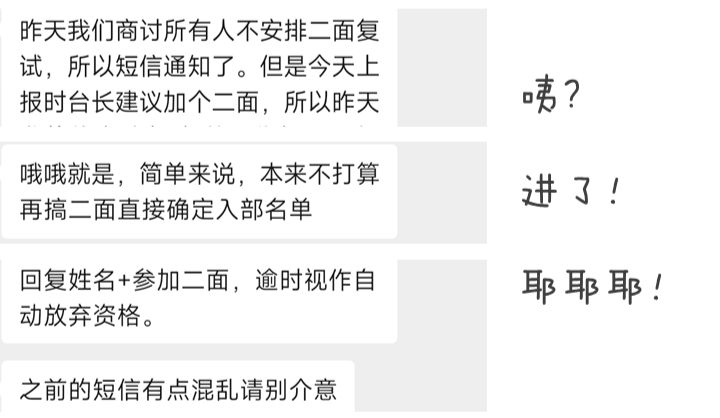 昨天我们商讨所有人不安排二面复
试，所以短信通知了。但是今天上
报时台长建议加个二面，所以昨天
咦？
哦哦就是，简单来说，本来不打算
再搞二面直接确定入部名单
进了！
回复姓名+参加二面，逾时视作自
动放弃资格。
耶耶耶！
之前的短信有点混乱请别介意